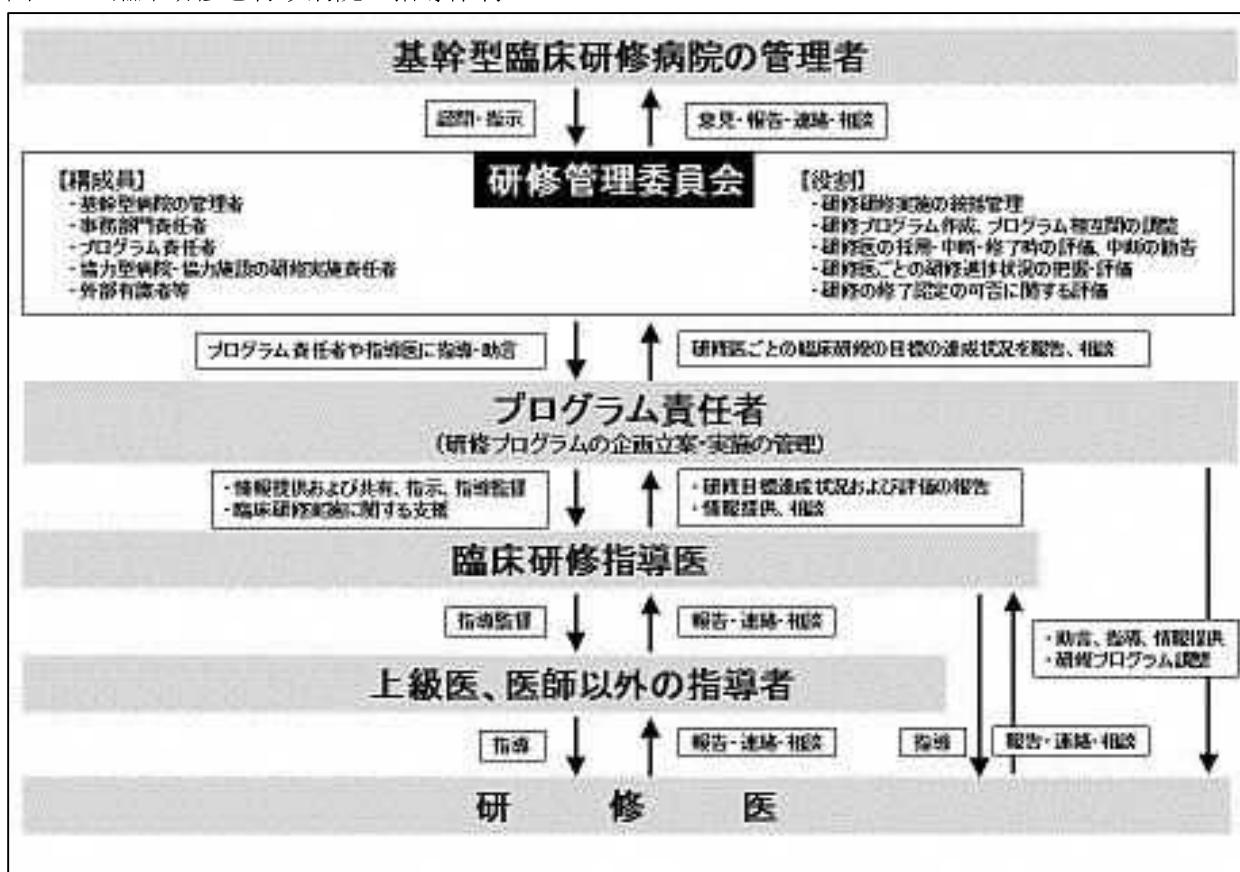 基幹型臨床研修病院の管理者
諮問・指示
意見・報告・連絡・相談
研修管理委員会
【構成員】
・基幹型病院の管理者
・事務部門責任者
・プログラム責任者
・協力型病院・協力施設の研修実施責任者
・外部有識者等
【役割】
・研修研修実施の統括管理
・研修プログラム作成、プログラム相互間の調整
・研修医の採用・中断・修了時の評価、中断の勧告
・研修医ごとの研修進捗状況の把握・評価
・研修の修了認定の可否に関する評価
プログラム責任者や指導医に指導・助言
研修医ごとの臨床研修の目標の達成状況を報告、相談
プログラム責任者
(研修プログラムの企画立案・実施の管理)
・情報提供および共有、指示、指導監督
・臨床研修実施に関する支援
・研修目標達成状況および評価の報告
・情報提供、相談
臨床研修指導医
指導監督
報告・連絡・相談
・助言、指導、情報提供
・研修プログラム調整
上級医、医師以外の指導者
指導
報告・連絡・相談
指導
報告・連絡・相談
研修医